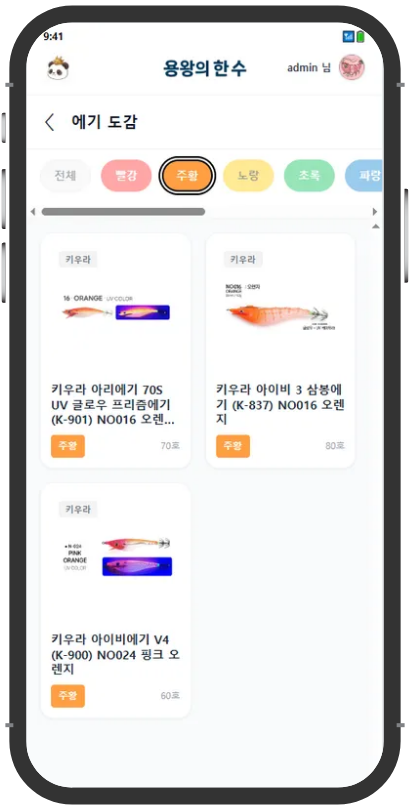 9:41
용왕의 한 수
admin 님
에기 도감
전체
빨강
주황
노랑
초록
파랑
키우라
16 · ORANGE UV COLOR
키우라 아리에기 70S
UV 글로우 프리즘에기
(K-901) NO016 오렌...
주황
70호
키우라
NO016 : 오렌지
키우라 아이비 3 삼봉에
기 (K-837) NO016 오렌
지
주황
80호
키우라
N-024
PINK
ORANGE
UV COLOR
키우라 아이비에기 V4
(K-900) NO024 핑크 오
렌지
주황
60호